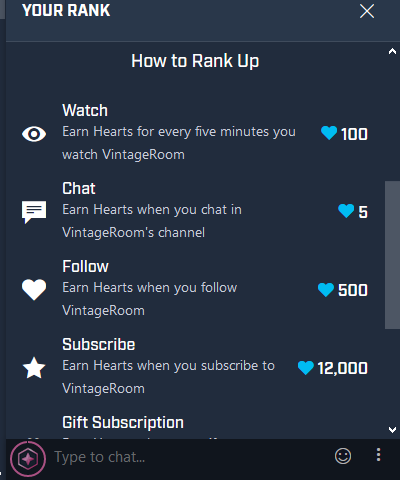 YOUR RANK
How to Rank Up
Watch
Earn Hearts for every five minutes you
watch VintageRoom
100
Chat
Earn Hearts when you chat in
VintageRoom's channel
5
Follow
Earn Hearts when you follow
VintageRoom
500
Subscribe
Earn Hearts when you subscribe to
VintageRoom
12,000
Gift Subscription
Type to chat...